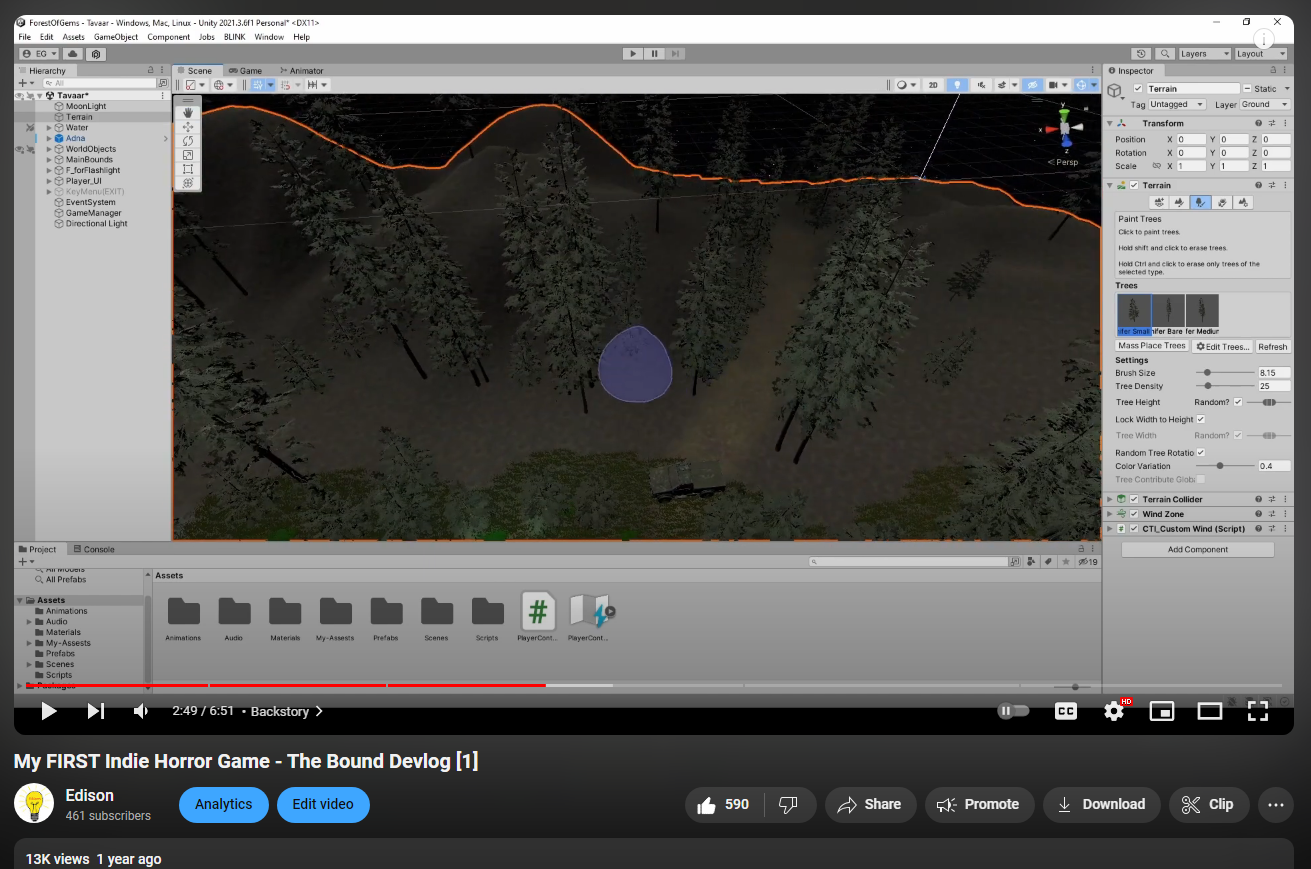 ForestOfGems - Tavaar - Windows, Mac, Linux - Unity 2021.3.6f1 Personal* <DX11>
File Edit Assets GameObject Component Jobs BLINK Window Help
EG Layers Layout
Hierarchy Scene Game Animator Inspector
All 2D
Tavaar*
MoonLight
Terrain
Water
Adna
WorldObjects
MainBounds
F_forFlashlight
Player_UI
KeyMenu(EXIT)
EventSystem
GameManager
Directional Light
y
x
z
Persp
Terrain Static
Tag Untagged Layer Ground
Transform
Position X 0 Y 0 Z 0
Rotation X 0 Y 0 Z 0
Scale X 1 Y 1 Z 1
Terrain
Paint Trees
Click to paint trees.
Hold shift and click to erase trees.
Hold Ctrl and click to erase only trees of the
selected type.
Trees
ifer Small nifer Bare fer Mediur
Mass Place Trees Edit Trees... Refresh
Settings
Brush Size 8.15
Tree Density 25
Tree Height Random?
Lock Width to Height
Tree Width Random?
Random Tree Rotatio
Color Variation 0.4
Tree Contribute Globa
Terrain Collider
Wind Zone
CTI_Custom Wind (Script)
Add Component
Project Console
19
All Models
All Prefabs
Assets
Animations
Audio
Materials
My-Assests
Prefabs
Scenes
Scripts
Packages
Assets
Animations Audio Materials My-Assests Prefabs Scenes Scripts PlayerCont... PlayerCont...
2:49 / 6:51 • Backstory CC HD
My FIRST Indie Horror Game - The Bound Devlog [1]
Edison
461 subscribers
Analytics Edit video 590 Share Promote Download Clip
13K views 1 year ago